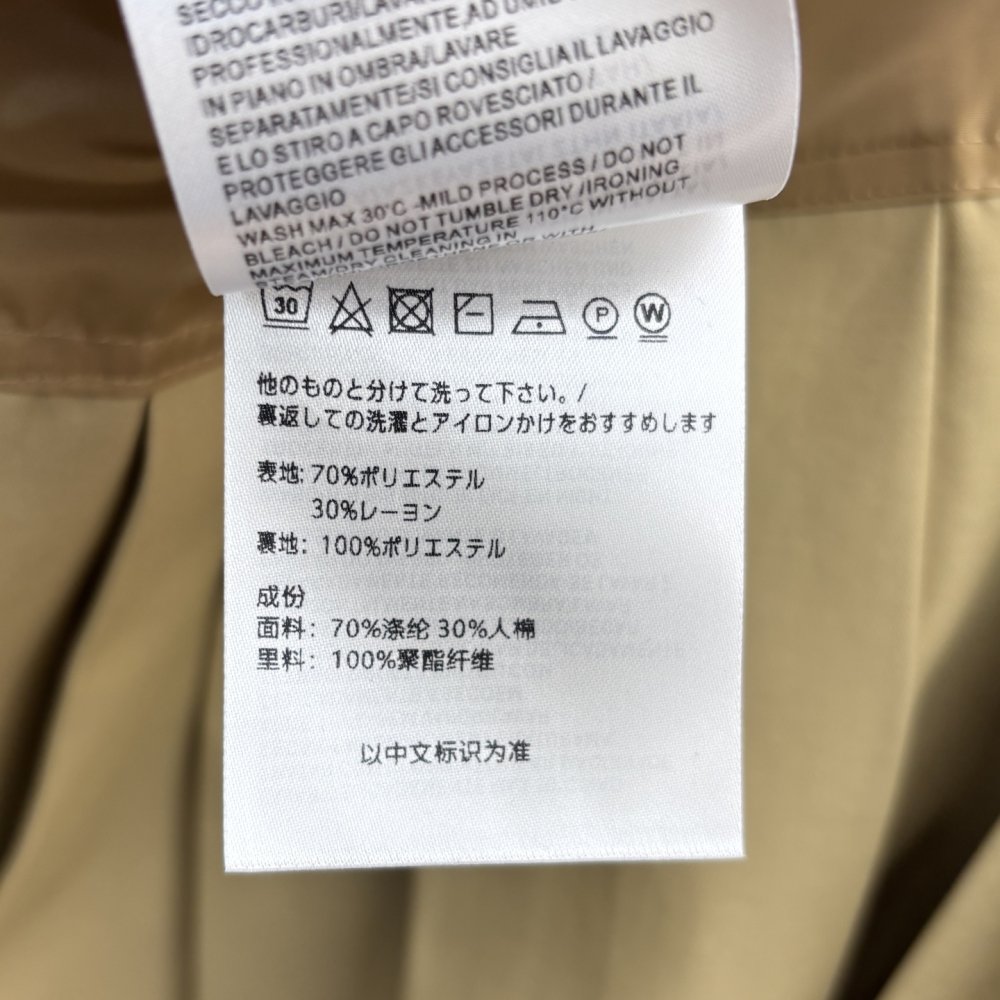 IDROCARBURI/LAVA
PROFESSIONALMENTE,AD UMI
IN PIANO IN OMBRA/LAVARE
SEPARATAMENTE/SI CONSIGLIA IL LAVAGGIO
E LO STIRO A CAPO ROVESCIATO /
PROTEGGERE GLI ACCESSORI DURANTE IL
LAVAGGIO
WASH MAX 30°C -MILD PROCESS / DO NOT
BLEACH / DO NOT TUMBLE DRY /IRONING
MAXIMUM TEMPERATURE 110°C WITHOUT
STEAM/DRY CLEANING IN
30 P W
他のものと分けて洗って下さい。/
裏返しての洗濯とアイロンかけをおすすめします
表地: 70%ポリエステル
30%レーヨン
裏地: 100%ポリエステル
成份
面料: 70%涤纶 30%人棉
里料: 100%聚酯纤维
以中文标识为准